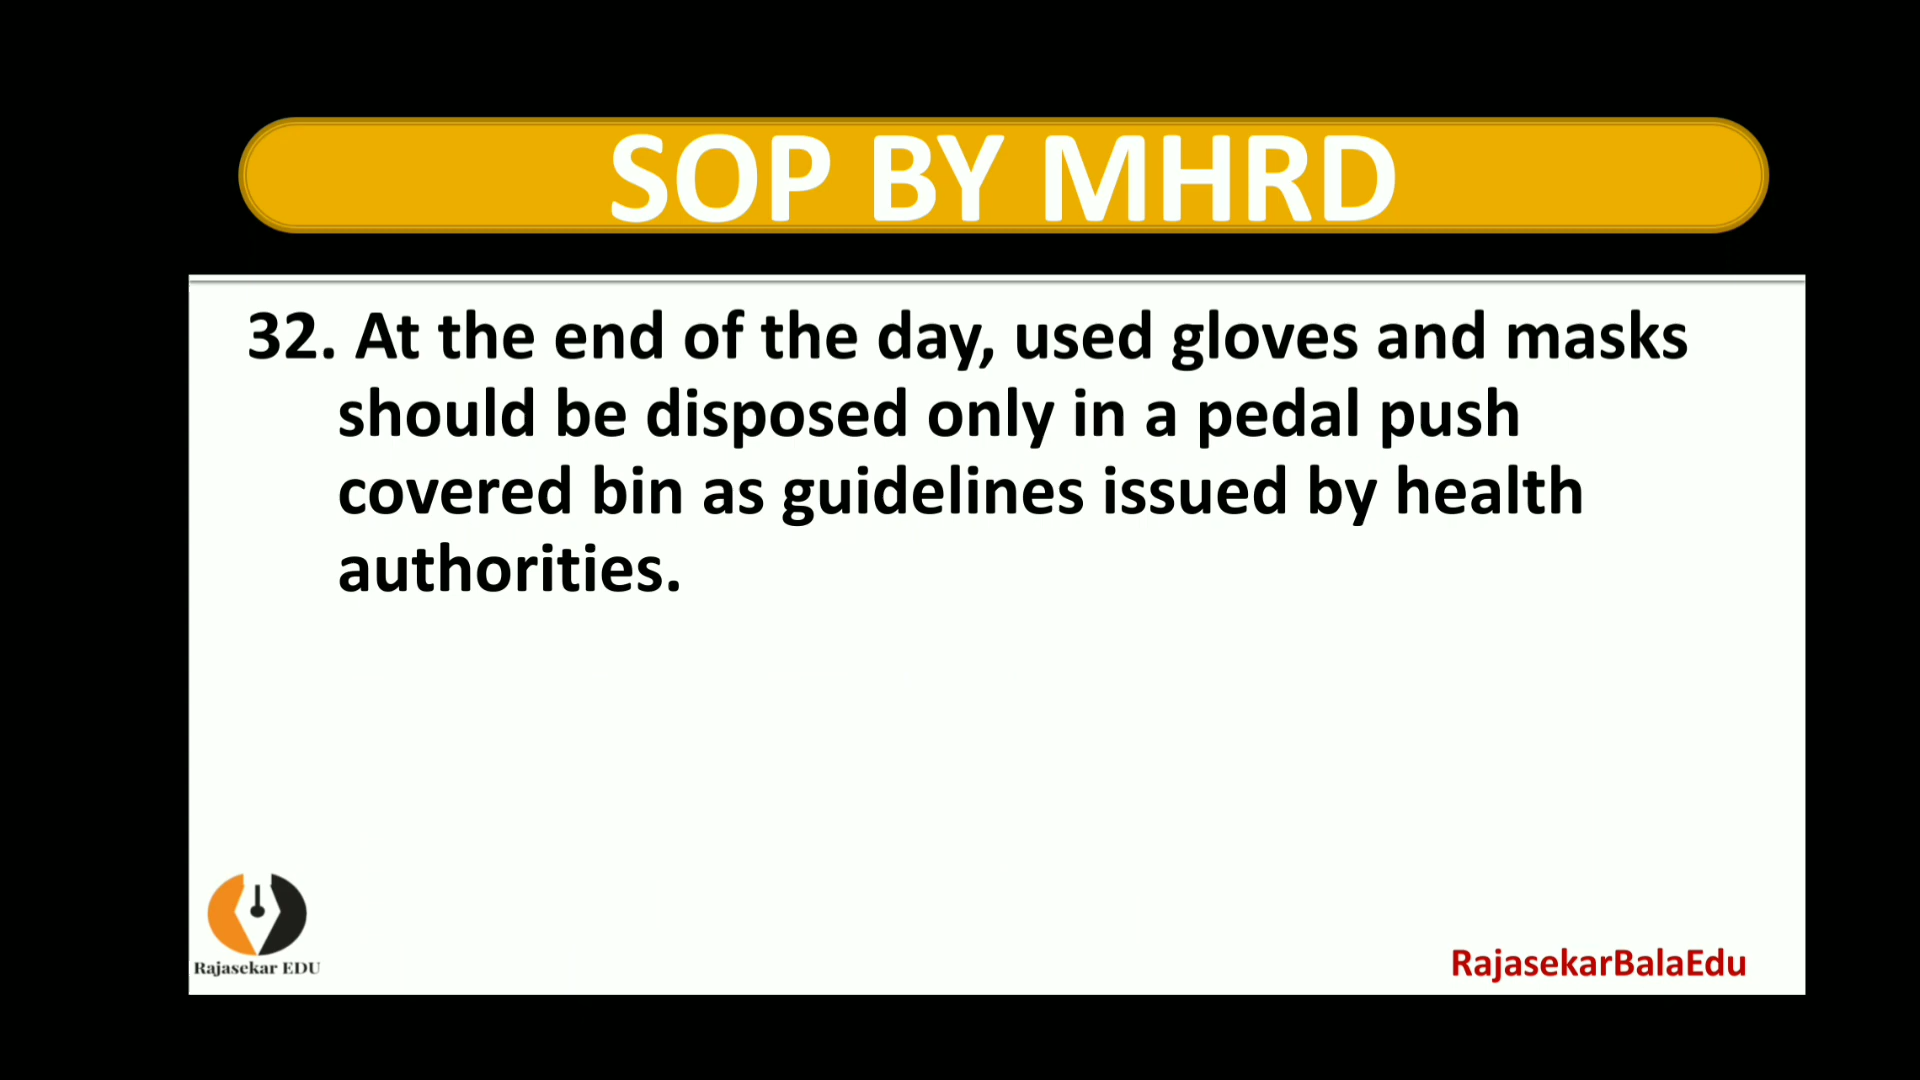 SOP BY MHRD
32. At the end of the day, used gloves and masks
should be disposed only in a pedal push
covered bin as guidelines issued by health
authorities.
Rajasekar EDU
RajasekarBalaEdu